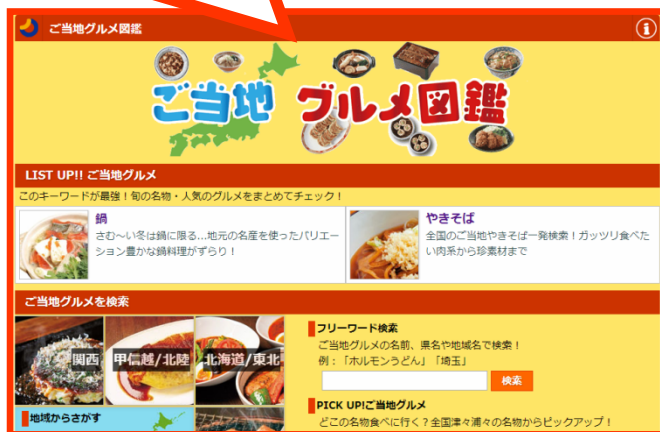 ご当地グルメ図鑑
i
ご当地 グルメ図鑑
LIST UP!! ご当地グルメ
このキーワードが最強！旬の名物・人気のグルメをまとめてチェック！
鍋
さむ～い冬は鍋に限る...地元の名産を使ったバリエー
ション豊かな鍋料理がずらり！
やきそば
全国のご当地やきそば一発検索！ガッツリ食べた
い肉系から珍素材まで
ご当地グルメを検索
関西
甲信越/北陸
北海道/東北
地域からさがす
フリーワード検索
ご当地グルメの名前、県名や地域名で検索！
例：「ホルモンうどん」「埼玉」
検索
PICK UP!ご当地グルメ
どこの名物食べに行く？全国津々浦々の名物からピックアップ！